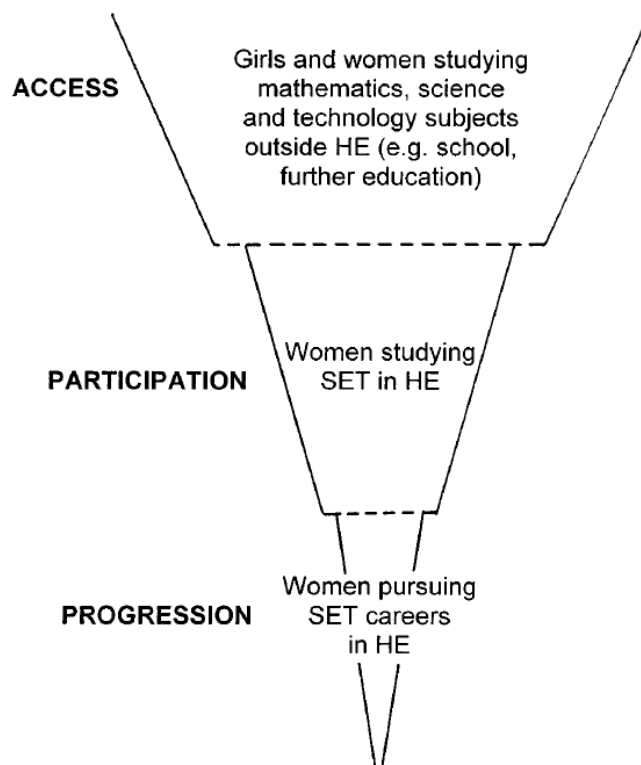 ACCESS
Girls and women studying
mathematics, science
and technology subjects
outside HE (e.g. school,
further education)
PARTICIPATION
Women studying
SET in HE
PROGRESSION
Women pursuing
SET careers
in HE